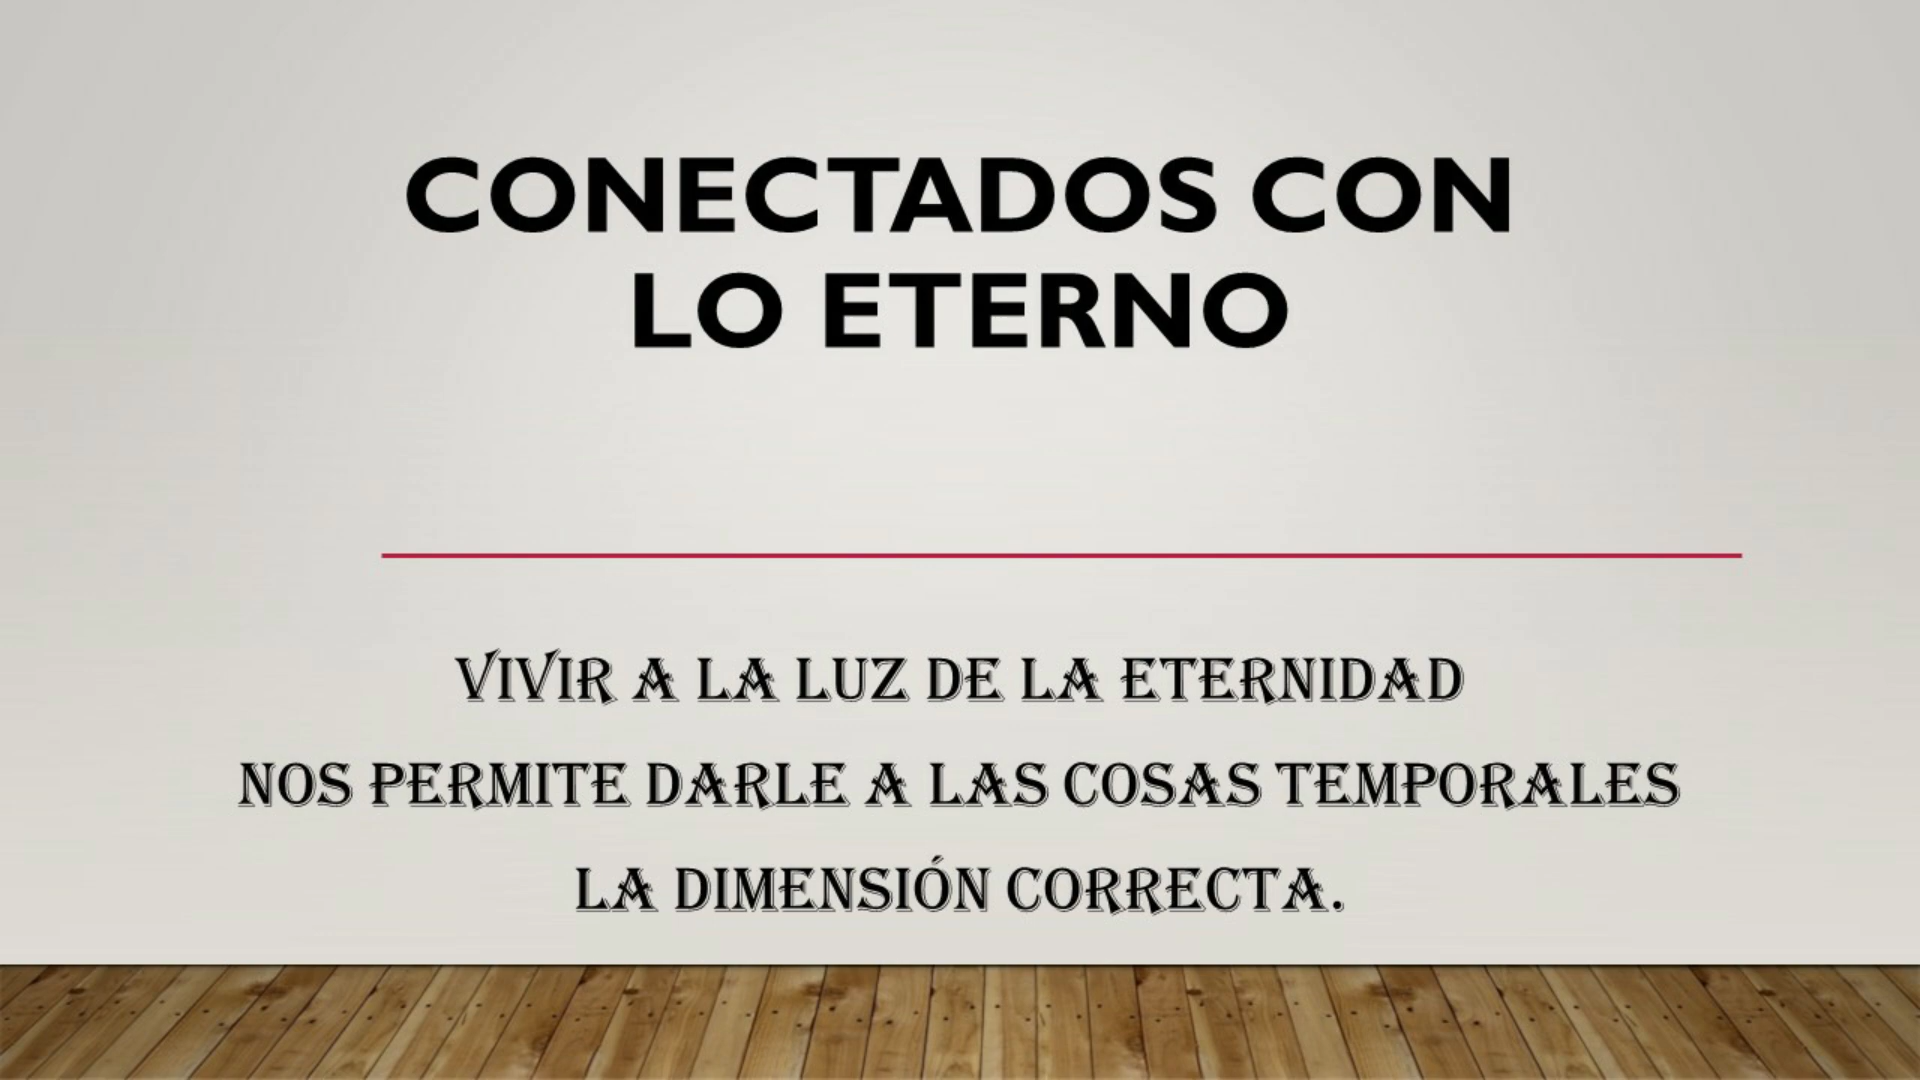 CONECTADOS CON
LO ETERNO
VIVIR A LA LUZ DE LA ETERNIDAD
NOS PERMITE DARLE A LAS COSAS TEMPORALES
LA DIMENSIÓN CORRECTA.